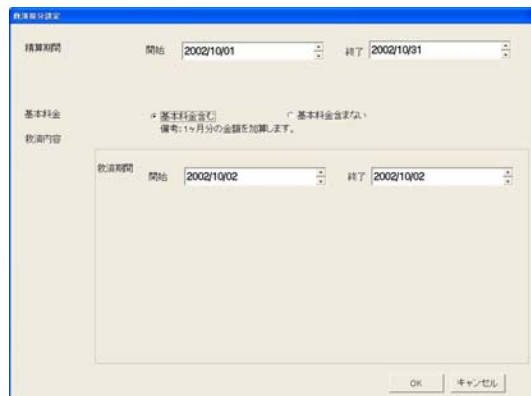 救済区分設定
精算期間 開始 2002/10/01 終了 2002/10/31
基本料金 基本料金含む 基本料金含まない
備考:1ヶ月分の金額を加算します。
救済内容
救済期間 開始 2002/10/02 終了 2002/10/02
OK キャンセル